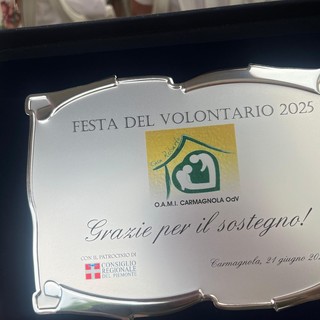 FESTA DEL VOLONTARIO 2025
O.A.M.I. CARMAGNOLA OdV
Grazie per il sostegno!
CON IL PATROCINIO DI
CONSIGLIO
REGIONALE
DEL PIEMONTE
Carmagnola, 21 giugno